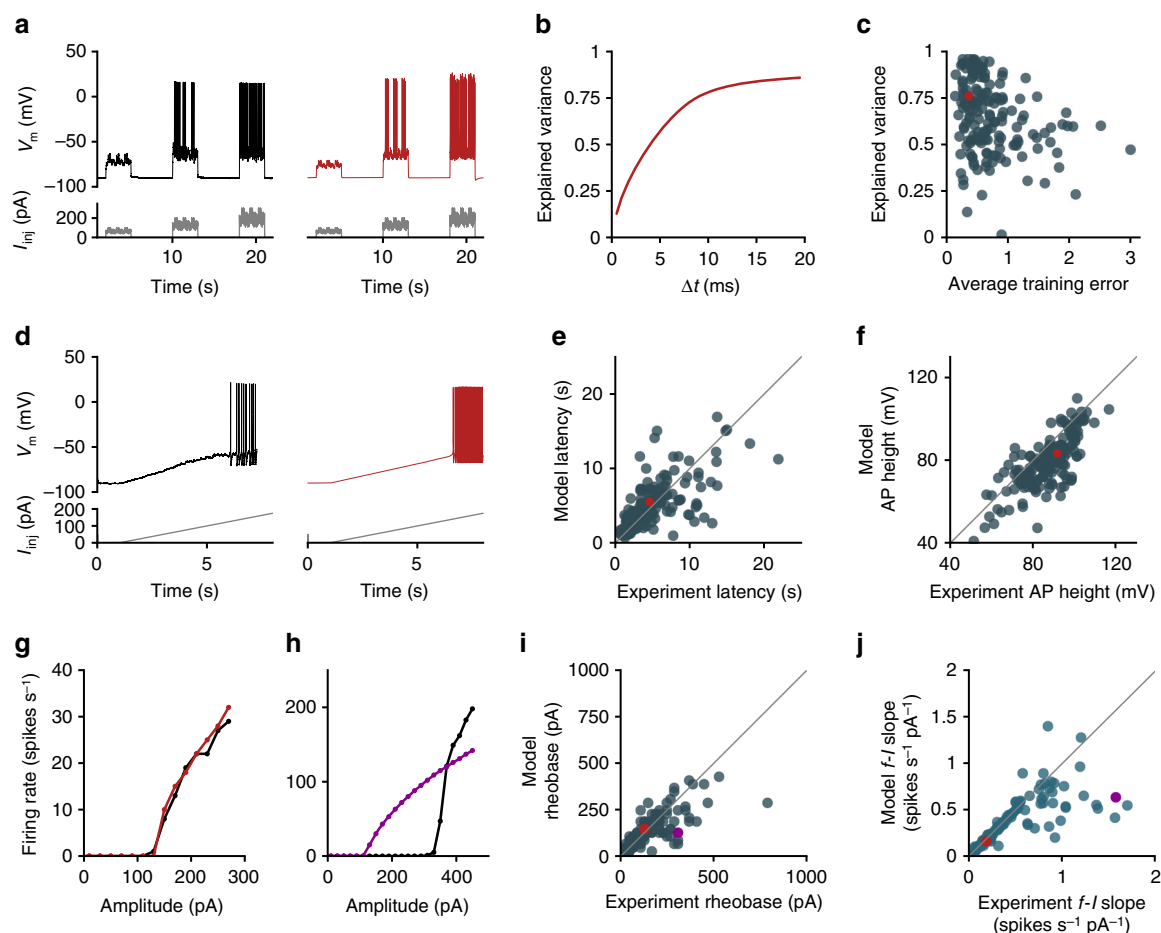 a
50
0
−50
−100
Vm (mV)
200
0
Iinj (pA)
10
20
10
20
Time (s)
Time (s)
b
1
0.75
0.5
0.25
0
Explained variance
0
5
10
15
20
Δt (ms)
c
1
0.75
0.5
0.25
0
Explained variance
0
1
2
3
Average training error
d
50
0
−50
−100
Vm (mV)
200
100
0
Iinj (pA)
0
5
0
5
Time (s)
Time (s)
e
20
10
0
Model latency (s)
0
10
20
Experiment latency (s)
f
120
80
40
Model
AP height (mV)
40
60
80
100
120
Experiment AP height (mV)
g
40
30
20
10
0
Firing rate (spikes s⁻¹)
0
100
200
300
Amplitude (pA)
h
200
100
0
0
200
400
Amplitude (pA)
i
1000
750
500
250
0
Model
rheobase (pA)
0
500
1000
Experiment rheobase (pA)
j
2
1.5
1
0.5
0
Model f-I slope
(spikes s⁻¹ pA⁻¹)
0
1
2
Experiment f-I slope
(spikes s⁻¹ pA⁻¹)